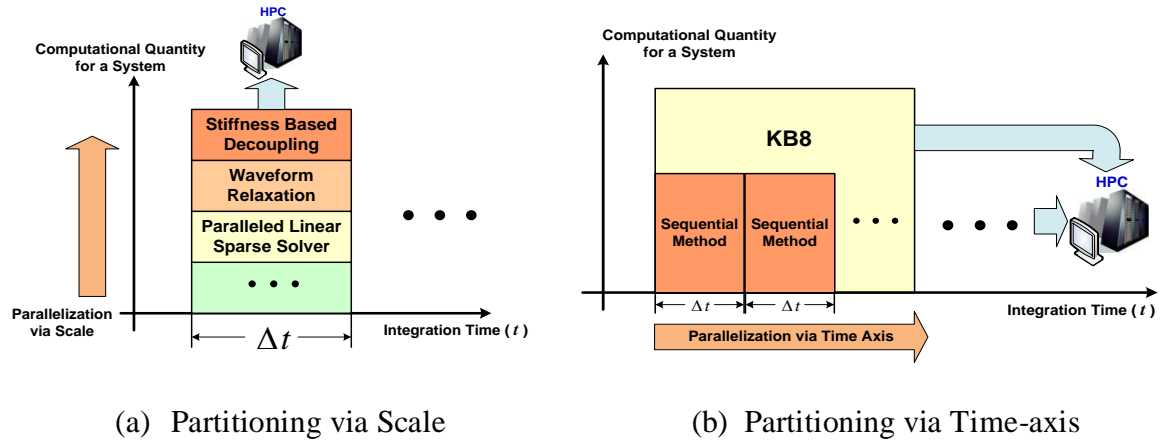 HPC
Computational Quantity
for a System
Stiffness Based
Decoupling
Waveform
Relaxation
Paralleled Linear
Sparse Solver
• • •
• • •
Parallelization
via Scale
Integration Time ( t )
Δt
(a) Partitioning via Scale
Computational Quantity
for a System
KB8
HPC
Sequential
Method
Sequential
Method
• • •
• • •
Δt
Δt
Integration Time ( t )
Parallelization via Time Axis
(b) Partitioning via Time-axis